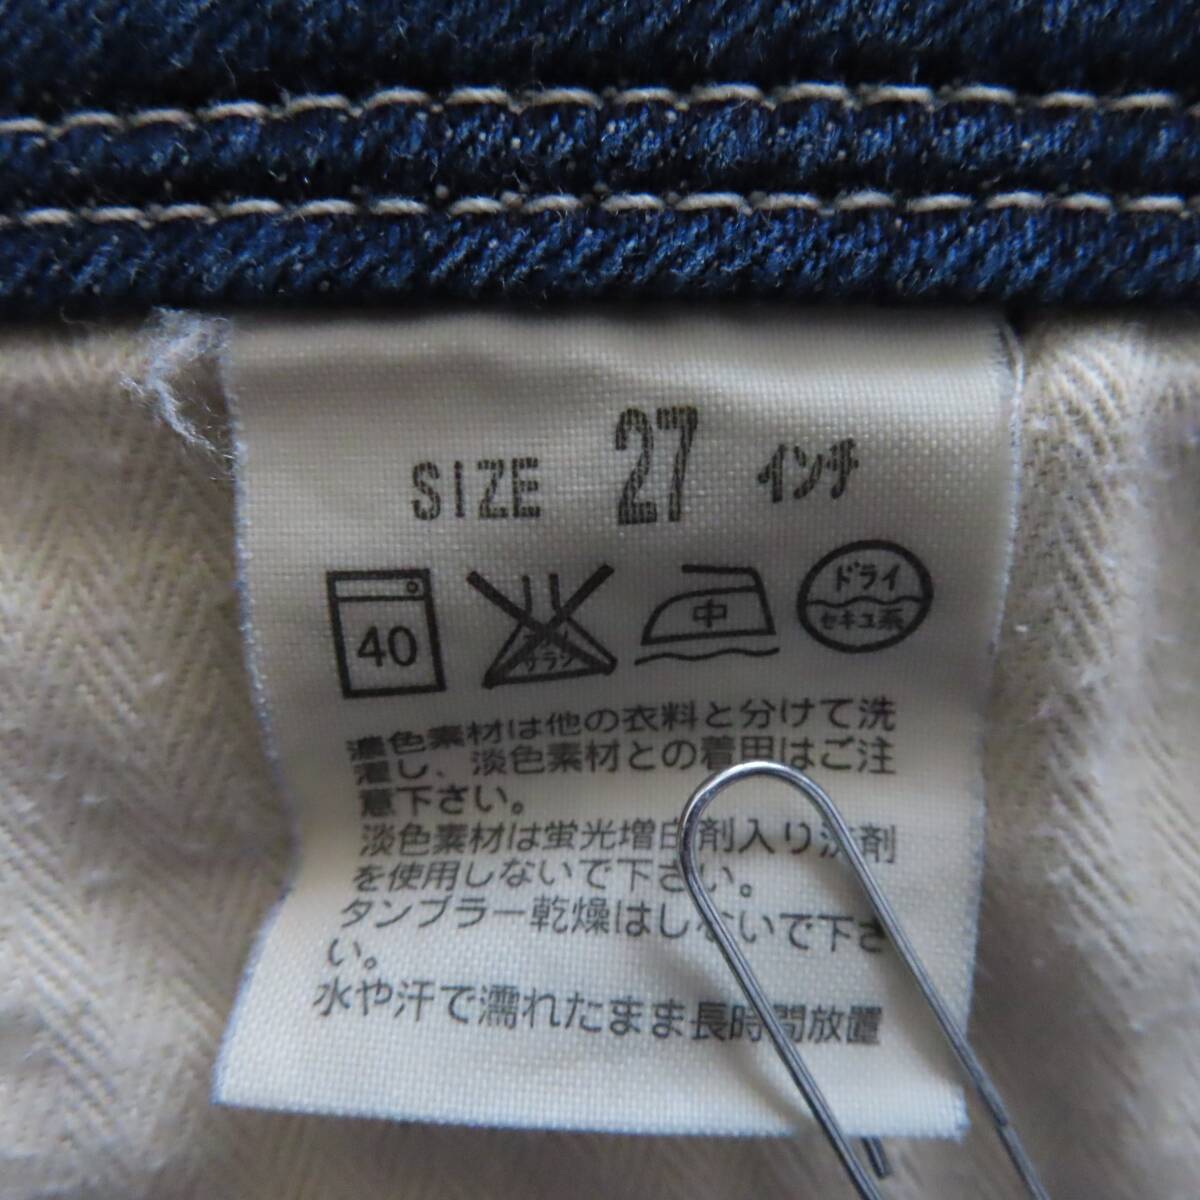 SIZE 27 インチ
40 中 ドライ
セキユ系
濃色素材は他の衣料と分けて洗
濯し、淡色素材との着用はご注
意下さい。
淡色素材は蛍光増白剤入り洗剤
を使用しないで下さい。
タンブラー乾燥はしないで下さ
い。
水や汗で濡れたまま長時間放置